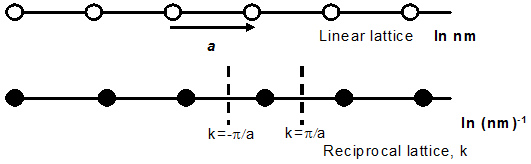 Linear lattice In nm
a
In (nm)-1
k=-π/a k=π/a
Reciprocal lattice, k